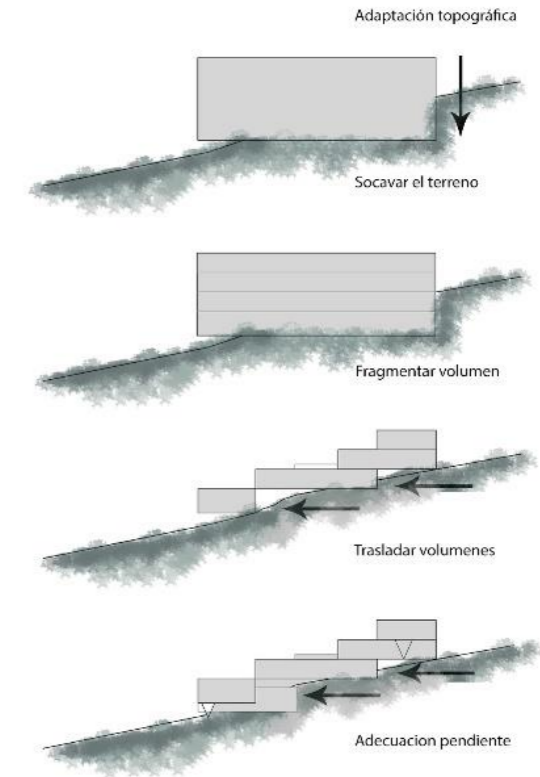 Adaptación topográfica
Socavar el terreno
Fragmentar volumen
Trasladar volumenes
Adecuacion pendiente